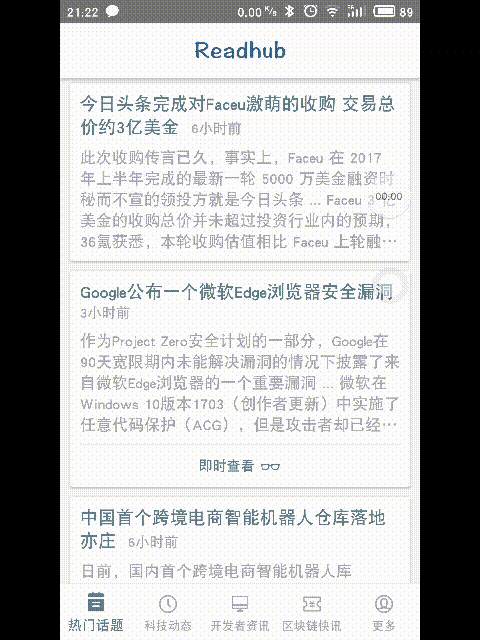 21:22 0.00 K/s 89
Readhub
今日头条完成对Faceu激萌的收购 交易总
价约3亿美金 6小时前
此次收购传言已久，事实上，Faceu 在 2017
年上半年完成的最新一轮 5000 万美金融资时
秘而不宣的领投方就是今日头条 ... Faceu 3 亿
00:00
美金的收购总价并未超过投资行业内的预期，
36氪获悉，本轮收购估值相比 Faceu 上轮融…
Google公布一个微软Edge浏览器安全漏洞
3小时前
作为Project Zero安全计划的一部分，Google在
90天宽限期内未能解决漏洞的情况下披露了来
自微软Edge浏览器的一个重要漏洞 ... 微软在
Windows 10版本1703（创作者更新）中实施了
任意代码保护（ACG），但是攻击者却已经…
即时查看
中国首个跨境电商智能机器人仓库落地
亦庄 6小时前
日前，国内首个跨境电商智能机器人库
热门话题 科技动态 开发者资讯 区块链快讯 更多